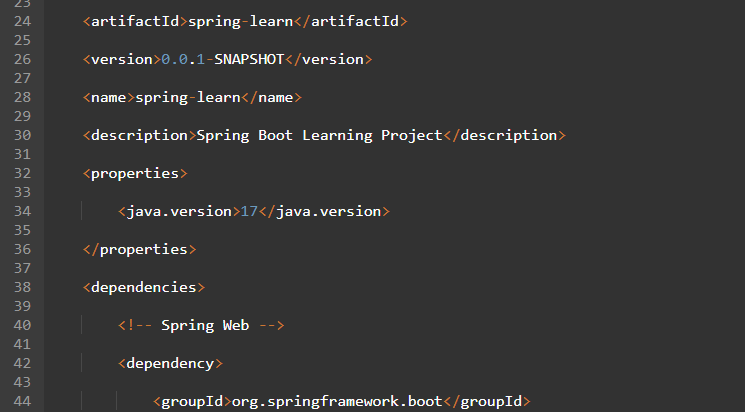 23
24 <artifactId>spring-learn</artifactId>
25
26 <version>0.0.1-SNAPSHOT</version>
27
28 <name>spring-learn</name>
29
30 <description>Spring Boot Learning Project</description>
31
32 <properties>
33
34 <java.version>17</java.version>
35
36 </properties>
37
38 <dependencies>
39
40 <!-- Spring Web -->
41
42 <dependency>
43
44 <groupId>org.springframework.boot</groupId>